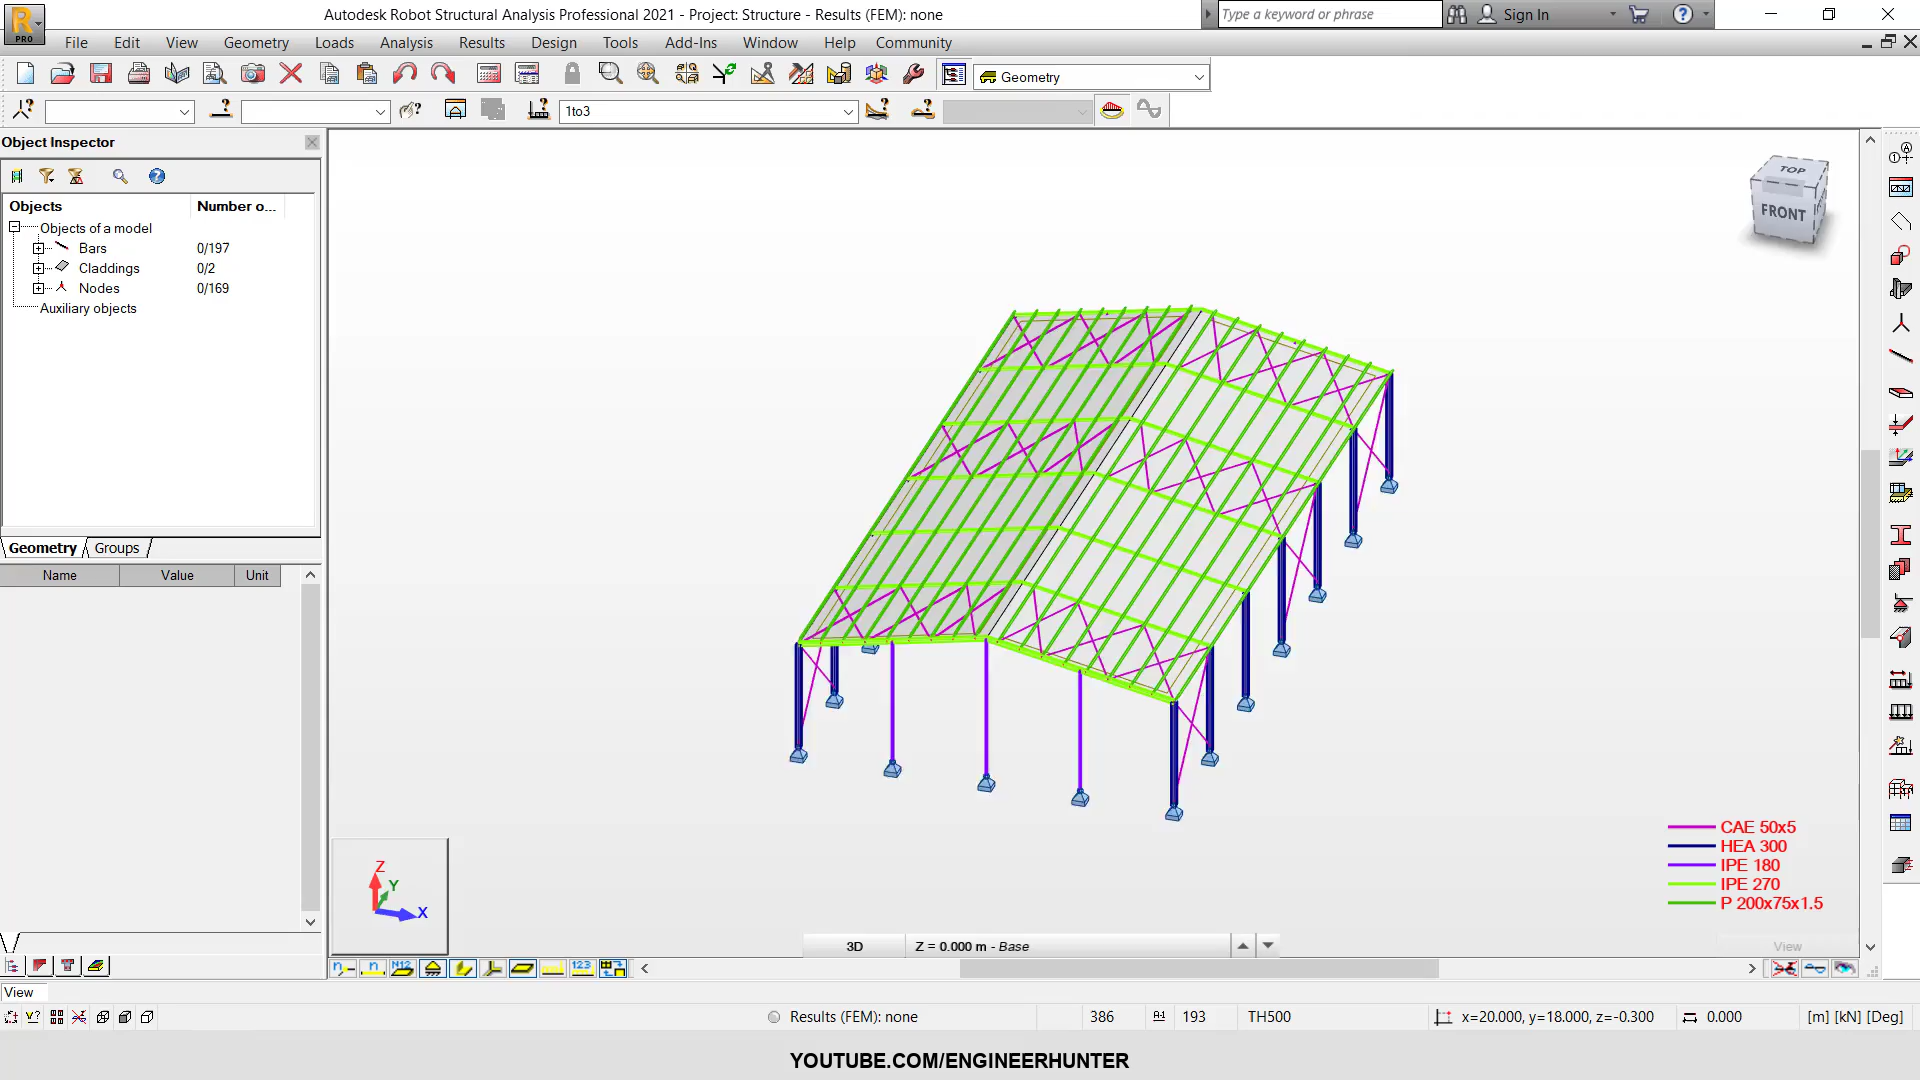 Autodesk Robot Structural Analysis Professional 2021 - Project: Structure - Results (FEM): none
Type a keyword or phrase
Sign In
PRO
File Edit View Geometry Loads Analysis Results Design Tools Add-Ins Window Help Community
Geometry
1to3
Object Inspector
Objects Number o...
Objects of a model
Bars 0/197
Claddings 0/2
Nodes 0/169
Auxiliary objects
Geometry Groups
Name Value Unit
TOP
FRONT
CAE 50x5
HEA 300
IPE 180
IPE 270
P 200x75x1.5
Z
Y
X
3D Z = 0.000 m - Base
View
View
Results (FEM): none 386 193 TH500 x=20.000, y=18.000, z=-0.300 0.000 [m] [kN] [Deg]
YOUTUBE.COM/ENGINEERHUNTER